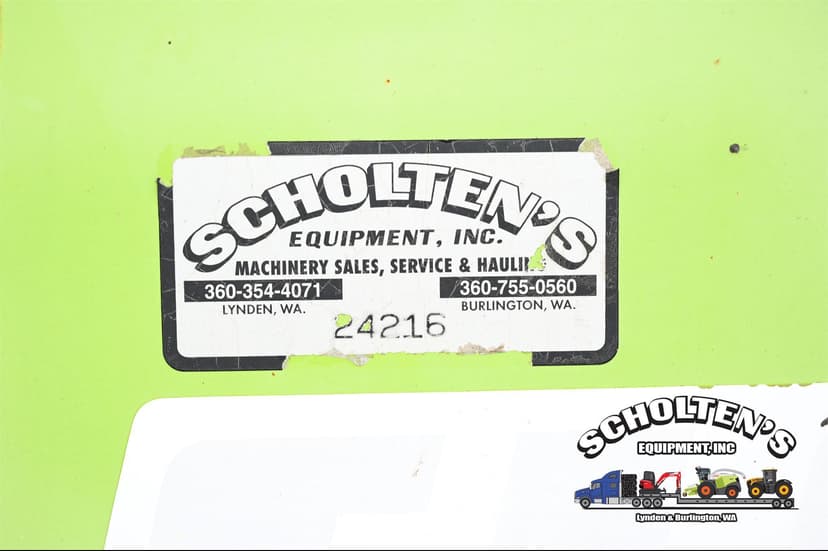 SCHOLTEN'S
EQUIPMENT, INC.
MACHINERY SALES, SERVICE &
360-354-4071 360-755-0560
LYNDEN, WA. BURLINGTON, WA.
24216
SCHOLTEN'S
EQUIPMENT, INC
Lynden & Burlington, WA